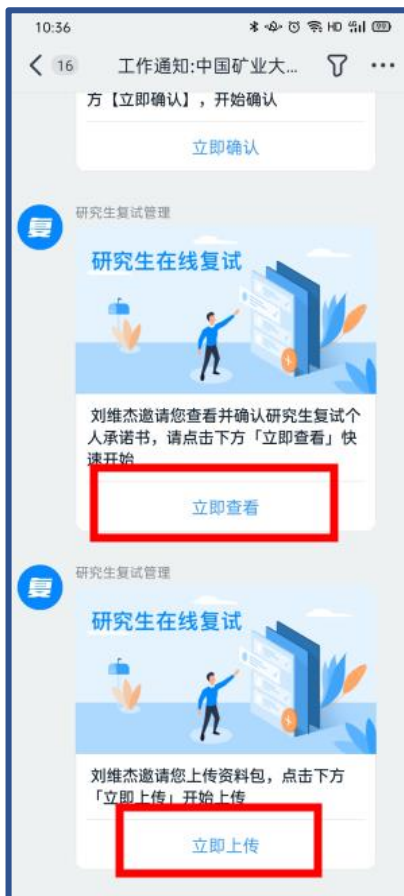 10:36
HD 5G 99
16 工作通知:中国矿业大...
方【立即确认】，开始确认
立即确认
研究生复试管理
复
研究生在线复试
刘维杰邀请您查看并确认研究生复试个
人承诺书，请点击下方「立即查看」快
速开始
立即查看
研究生复试管理
复
研究生在线复试
刘维杰邀请您上传资料包，点击下方
「立即上传」开始上传
立即上传